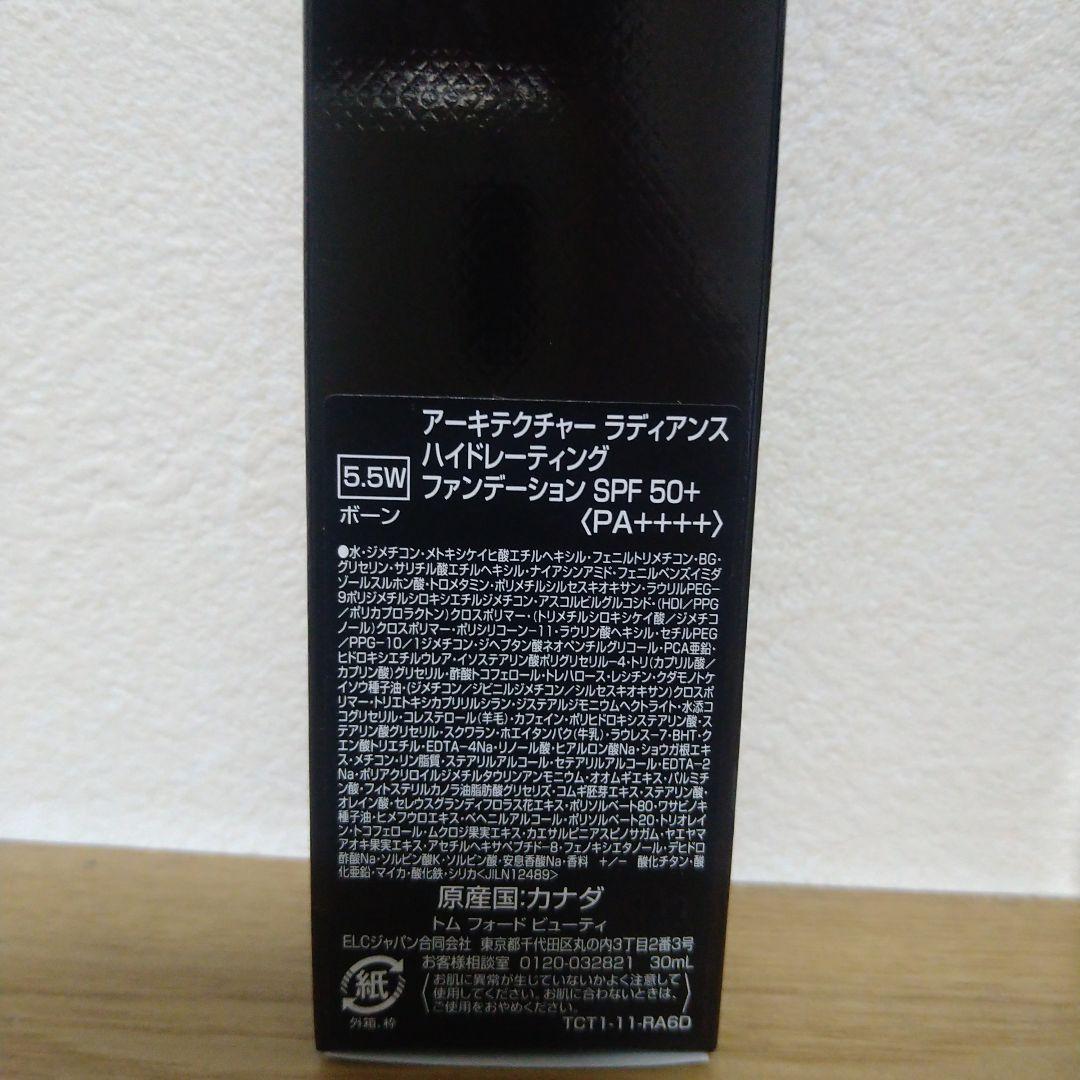 アーキテクチャー ラディアンス
ハイドレーティング
ファンデーション SPF 50+
〈PA++++〉
5.5W
ボーン
●水・ジメチコン・メトキシケイヒ酸エチルヘキシル・フェニルトリメチコン・BG・
グリセリン・サリチル酸エチルヘキシル・ナイアシンアミド・フェニルベンズイミダ
ゾールスルホン酸・トロメタミン・ポリメチルシルセスキオキサン・ラウリルPEG-
9ポリジメチルシロキシエチルジメチコン・アスコルビルグルコシド・(HDI/PPG
/ポリカプロラクトン)クロスポリマー・(トリメチルシロキシケイ酸/ジメチコ
ノール)クロスポリマー・ポリシリコーン-11・ラウリン酸ヘキシル・セチルPEG
/PPG-10/1ジメチコン・ジヘプタン酸ネオペンチルグリコール・PCA亜鉛・
ヒドロキシエチルウレア・イソステアリン酸ポリグリセリル-4・トリ(カプリル酸/
カプリン酸)グリセリル・酢酸トコフェロール・トレハロース・レシチン・クダモノトケ
イソウ種子油・(ジメチコン/ジビニルジメチコン/シルセスキオキサン)クロスポ
リマー・トリエトキシカプリリルシラン・ジステアルジモニウムヘクトライト・水添コ
コグリセリル・コレステロール(羊毛)・カフェイン・ポリヒドロキシステアリン酸・ス
テアリン酸グリセリル・スクワラン・ホエイタンパク(牛乳)・ラウレス-7・BHT・ク
エン酸トリエチル・EDTA-4Na・リノール酸・ヒアルロン酸Na・ショウガ根エキ
ス・メチコン・リン脂質・ステアリルアルコール・セテアリルアルコール・EDTA-2
Na・ポリアクリロイルジメチルタウリンアンモニウム・オオムギエキス・パルミチ
ン酸・フィトステリルカノラ油脂肪酸グリセリズ・コムギ胚芽エキス・ステアリン酸・
オレイン酸・セレウスグランディフロラス花エキス・ポリソルベート80・ワサビノキ
種子油・ヒメフウロエキス・ベヘニルアルコール・ポリソルベート20・トリオレイ
ン・トコフェロール・ムクロジ果実エキス・カエサルピニアスピノサガム・ヤエヤマ
アオキ果実エキス・アセチルヘキサペプチド-8・フェノキシエタノール・デヒドロ
酢酸Na・ソルビン酸K・ソルビン酸・安息香酸Na・香料 +/- 酸化チタン・酸
化亜鉛・マイカ・酸化鉄・シリカ<JILN12489>
原産国:カナダ
トム フォード ビューティ
ELCジャパン合同会社 東京都千代田区丸の内3丁目2番3号
お客様相談室 0120-032821 30mL
紙
外箱、枠
お肌に異常が生じていないかよく注意して
使用してください。お肌に合わないときは、
ご使用をおやめください。
TCT1-11-RA6D